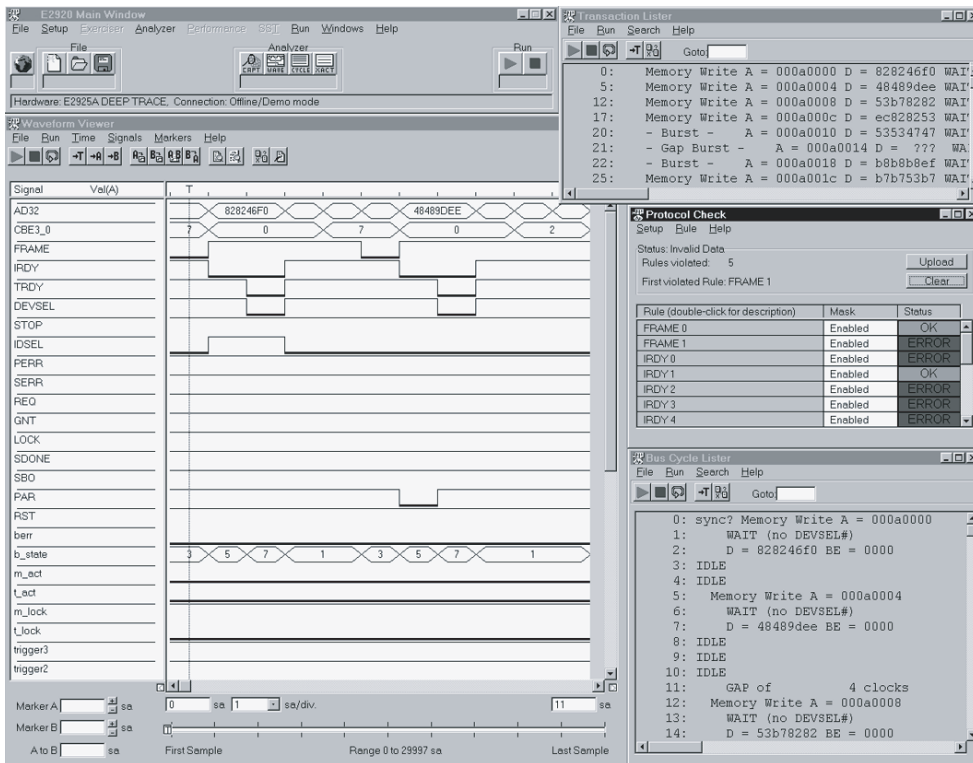 E2920 Main Window
File Setup Exerciser Analyzer Performance SST Run Windows Help
File Analyzer Run
CAPT WAVE CYCLE XACT
Hardware: E2925A DEEP TRACE, Connection: Offline/Demo mode
Waveform Viewer
File Run Time Signals Markers Help
Signal Val(A) T
AD32 828246F0 48489DEE
CBE3_0 7 0 7 0 2
FRAME
IRDY
TRDY
DEVSEL
STOP
IDSEL
PERR
SERR
REQ
GNT
LOCK
SDONE
SBO
PAR
RST
berr
b_state 3 5 7 1 3 5 7 1
m_act
t_act
m_lock
t_lock
trigger3
trigger2
Marker A sa 0 sa 1 sa/div. 11 sa
Marker B sa
A to B sa First Sample Range 0 to 29997 sa Last Sample
Transaction Lister
File Run Search Help
Goto:
0: Memory Write A = 000a0000 D = 828246f0 WAIT
5: Memory Write A = 000a0004 D = 48489dee WAIT
12: Memory Write A = 000a0008 D = 53b78282 WAIT
17: Memory Write A = 000a000c D = ec828253 WAIT
20: - Burst - A = 000a0010 D = 53534747 WAI
21: - Gap Burst - A = 000a0014 D = ??? WA
22: - Burst - A = 000a0018 D = b8b8b8ef WAI
25: Memory Write A = 000a001c D = b7b753b7 WAI
Protocol Check
Setup Rule Help
Status: Invalid Data
Rules violated: 5 Upload
First violated Rule: FRAME 1 Clear
Rule (double-click for description) Mask Status
FRAME 0 Enabled OK
FRAME 1 Enabled ERROR
IRDY 0 Enabled ERROR
IRDY 1 Enabled OK
IRDY 2 Enabled ERROR
IRDY 3 Enabled ERROR
IRDY 4 Enabled ERROR
Bus Cycle Lister
File Run Search Help
Goto:
0: sync? Memory Write A = 000a0000
1: WAIT (no DEVSEL#)
2: D = 828246f0 BE = 0000
3: IDLE
4: IDLE
5: Memory Write A = 000a0004
6: WAIT (no DEVSEL#)
7: D = 48489dee BE = 0000
8: IDLE
9: IDLE
10: IDLE
11: GAP of 4 clocks
12: Memory Write A = 000a0008
13: WAIT (no DEVSEL#)
14: D = 53b78282 BE = 0000